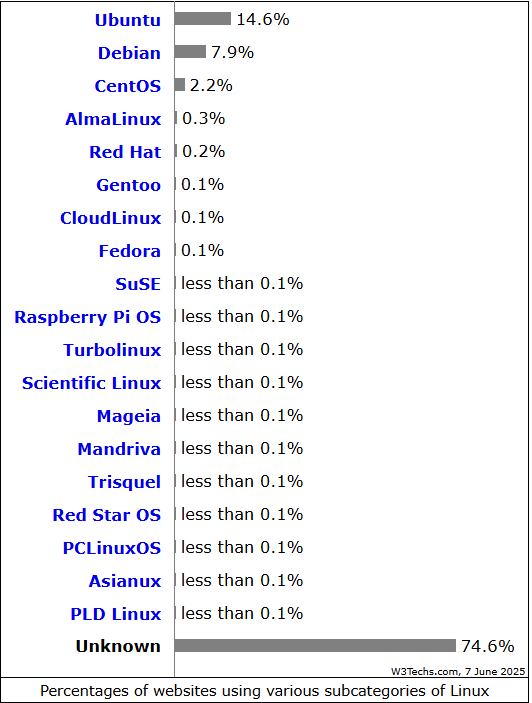 Ubuntu 14.6%
Debian 7.9%
CentOS 2.2%
AlmaLinux 0.3%
Red Hat 0.2%
Gentoo 0.1%
CloudLinux 0.1%
Fedora 0.1%
SuSE less than 0.1%
Raspberry Pi OS less than 0.1%
Turbolinux less than 0.1%
Scientific Linux less than 0.1%
Mageia less than 0.1%
Mandriva less than 0.1%
Trisquel less than 0.1%
Red Star OS less than 0.1%
PCLinuxOS less than 0.1%
Asianux less than 0.1%
PLD Linux less than 0.1%
Unknown 74.6%
W3Techs.com, 7 June 2025
Percentages of websites using various subcategories of Linux